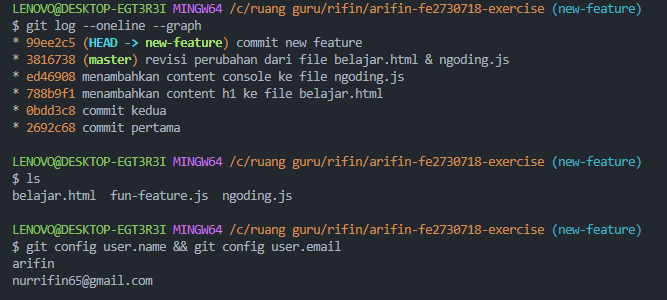 LENOVO@DESKTOP-EGT3R3I MINGW64 /c/ruang guru/rifin/arifin-fe2730718-exercise (new-feature)
$ git log --oneline --graph
* 99ee2c5 (HEAD -> new-feature) commit new feature
* 3816738 (master) revisi perubahan dari file belajar.html & ngoding.js
* ed46908 menambahkan content console ke file ngoding.js
* 788b9f1 menambahkan content h1 ke file belajar.html
* 0bdd3c8 commit kedua
* 2692c68 commit pertama
LENOVO@DESKTOP-EGT3R3I MINGW64 /c/ruang guru/rifin/arifin-fe2730718-exercise (new-feature)
$ ls
belajar.html  fun-feature.js  ngoding.js
LENOVO@DESKTOP-EGT3R3I MINGW64 /c/ruang guru/rifin/arifin-fe2730718-exercise (new-feature)
$ git config user.name && git config user.email
arifin
nurrifin65@gmail.com